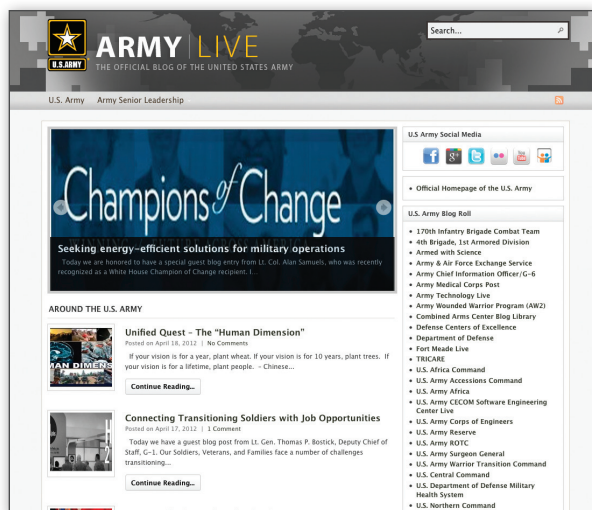 U.S.ARMY
ARMY LIVE
THE OFFICIAL BLOG OF THE UNITED STATES ARMY
Search...
U.S. Army Army Senior Leadership
Champions of Change
Seeking energy-efficient solutions for military operations
Today we are honored to have a special guest blog entry from Lt. Col. Alan Samuels, who was recently
recognized as a White House Champion of Change recipient. I...
AROUND THE U.S. ARMY
MAN DIMENS
Unified Quest – The “Human Dimension”
Posted on April 18, 2012 | No Comments
If your vision is for a year, plant wheat. If your vision is for 10 years, plant trees. If
your vision is for a lifetime, plant people. – Chinese...
Continue Reading...
Connecting Transitioning Soldiers with Job Opportunities
Posted on April 17, 2012 | 1 Comment
Today we have a guest blog post from Lt. Gen. Thomas P. Bostick, Deputy Chief of
Staff, G-1. Our Soldiers, Veterans, and Families face a number of challenges
transitioning...
Continue Reading...
U.S Army Social Media
Official Homepage of the U.S. Army
U.S. Army Blog Roll
170th Infantry Brigade Combat Team
4th Brigade, 1st Armored Division
Armed with Science
Army & Air Force Exchange Service
Army Chief Information Officer/G-6
Army Medical Corps Post
Army Technology Live
Army Wounded Warrior Program (AW2)
Combined Arms Center Blog Library
Defense Centers of Excellence
Department of Defense
Fort Meade Live
TRICARE
U.S. Africa Command
U.S. Army Accessions Command
U.S. Army Africa
U.S. Army CECOM Software Engineering
Center Live
U.S. Army Corps of Engineers
U.S. Army Reserve
U.S. Army ROTC
U.S. Army Surgeon General
U.S. Army Warrior Transition Command
U.S. Central Command
U.S. Department of Defense Military
Health System
U.S. Northern Command